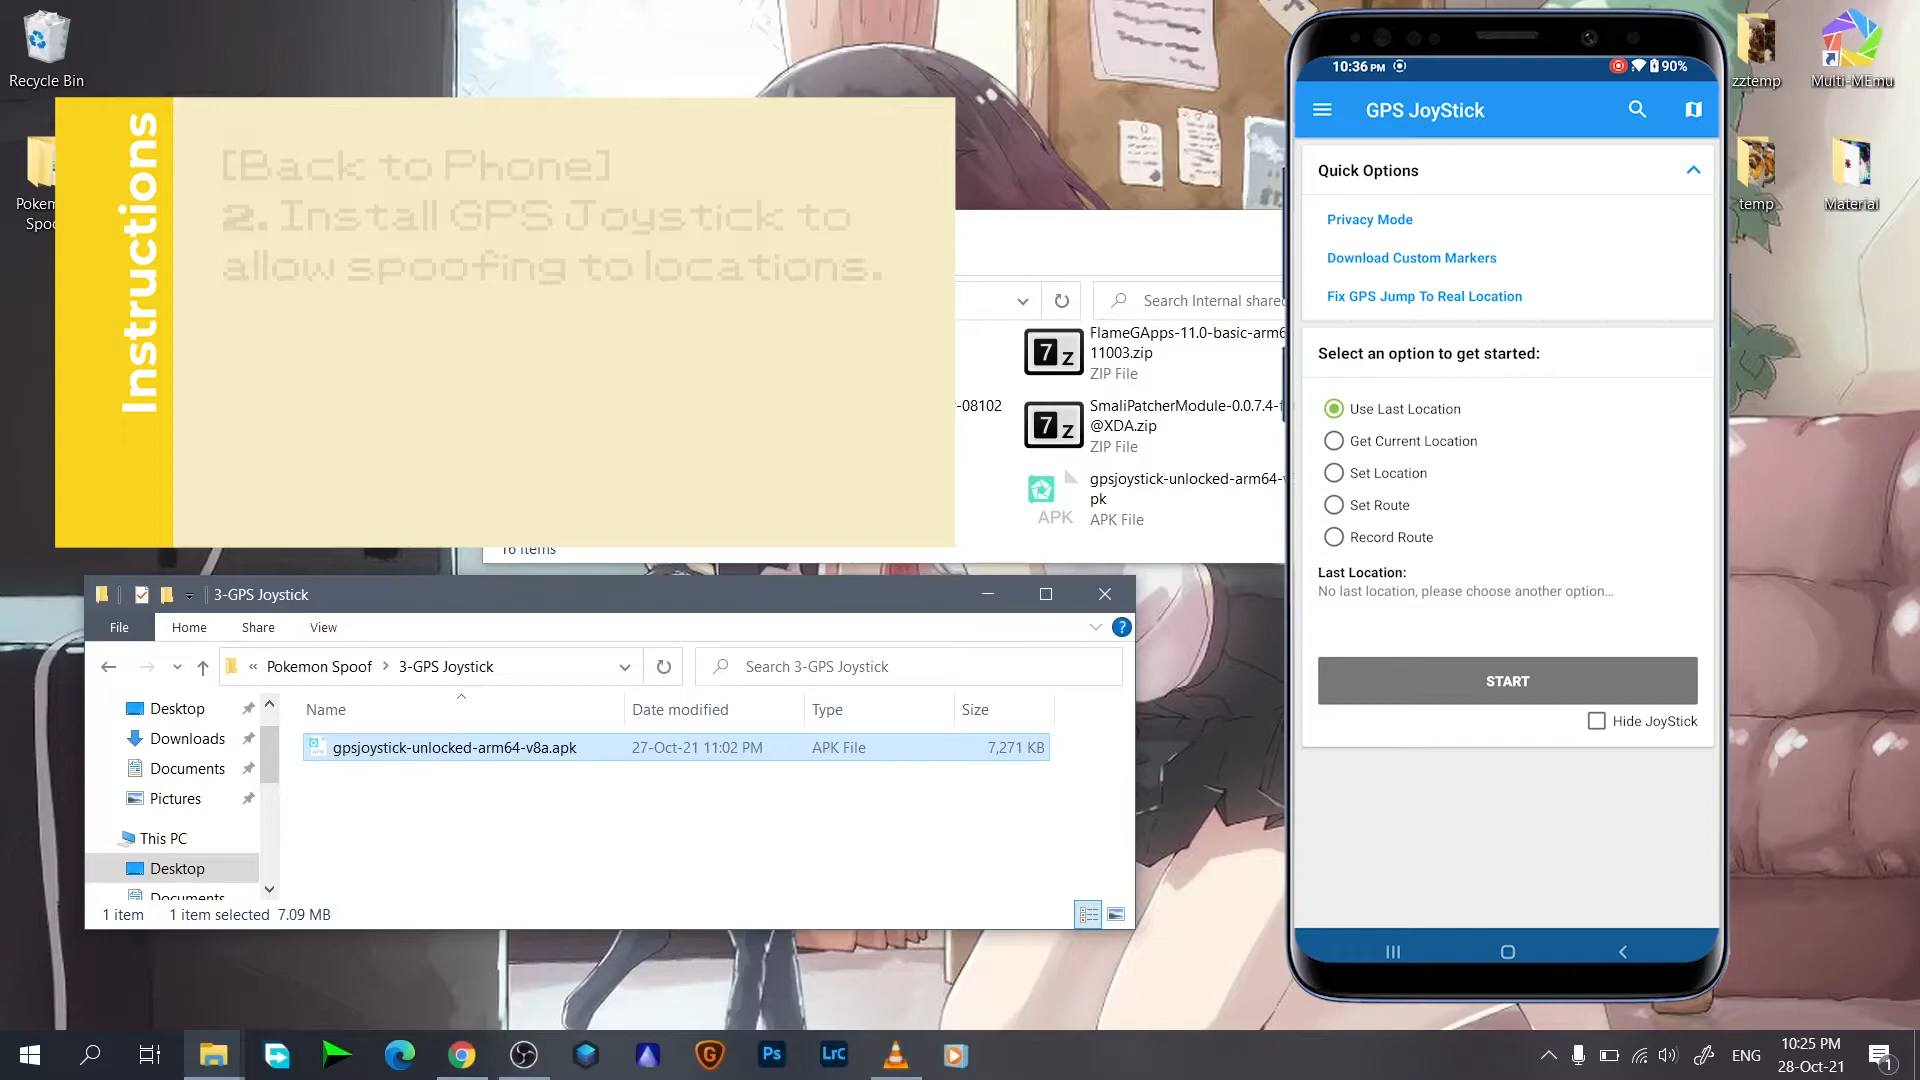 Recycle Bin
Instructions
[Back to Phone]
2. Install GPS Joystick to
allow spoofing to locations.
Search Internal share
FlameGApps-11.0-basic-arm6
11003.zip
ZIP File
-08102
SmaliPatcherModule-0.0.7.4-f
@XDA.zip
ZIP File
gpsjoystick-unlocked-arm64-v
pk
APK
APK File
16 items
3-GPS Joystick
File
Home
Share
View
«
Pokemon Spoof
3-GPS Joystick
Search 3-GPS Joystick
Desktop
Downloads
Documents
Pictures
This PC
Desktop
Documents
Name
Date modified
Type
Size
gpsjoystick-unlocked-arm64-v8a.apk
27-Oct-21 11:02 PM
APK File
7,271 KB
1 item
1 item selected 7.09 MB
10:36 PM
90%
GPS JoyStick
Quick Options
Privacy Mode
Download Custom Markers
Fix GPS Jump To Real Location
Select an option to get started:
Use Last Location
Get Current Location
Set Location
Set Route
Record Route
Last Location:
No last location, please choose another option...
START
Hide JoyStick
zztemp
Multi-MEmu
temp
Material
Ps
LrC
ENG
10:25 PM
28-Oct-21
1